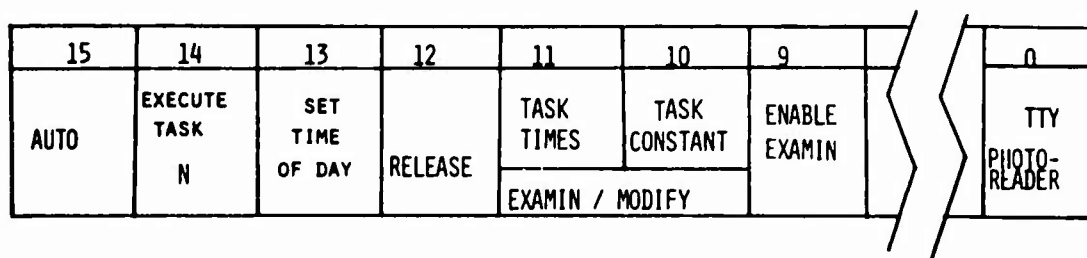 15 14 13 12 11 10 9 0
AUTO
EXECUTE
TASK
N
SET
TIME
OF DAY
RELEASE
TASK
TIMES
TASK
CONSTANT
EXAMIN / MODIFY
ENABLE
EXAMIN
TTY
PHOTO-
READER